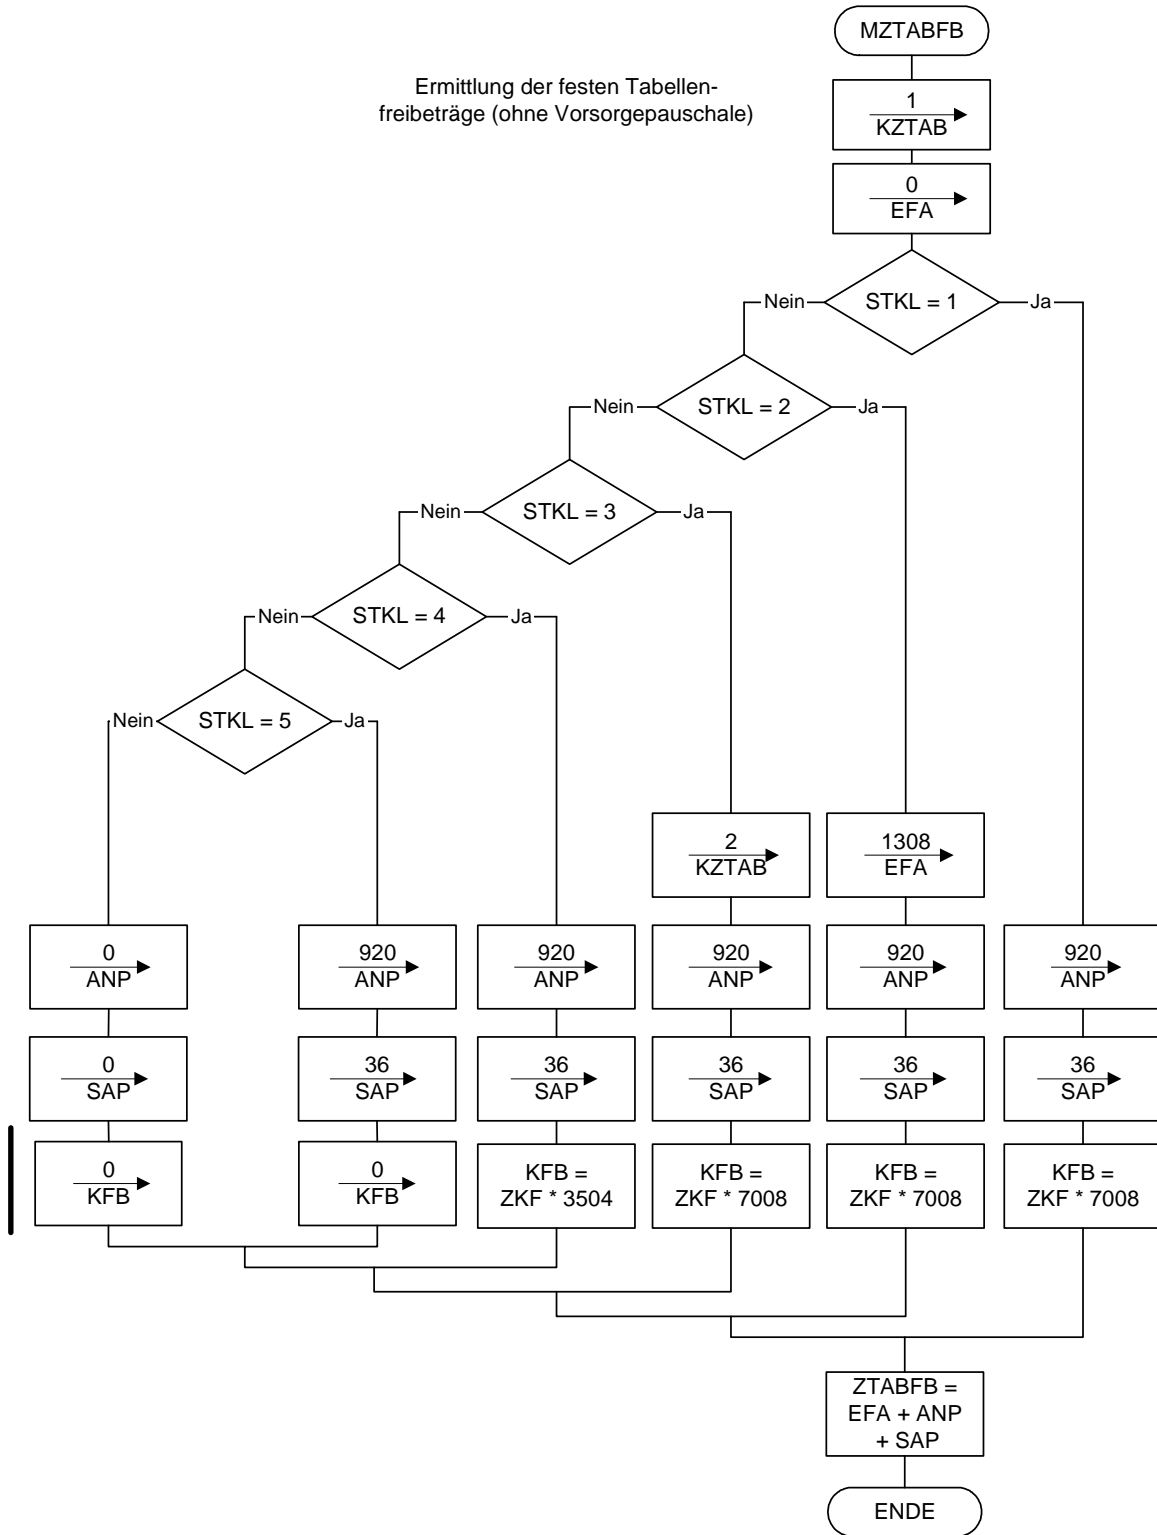 MZTABFB
Ermittlung der festen Tabellen-
freibeträge (ohne Vorsorgepauschale)
1
KZTAB
0
EFA
Nein
STKL = 1
Ja
Nein
STKL = 2
Ja
Nein
STKL = 3
Ja
Nein
STKL = 4
Ja
Nein
STKL = 5
Ja
2
KZTAB
1308
EFA
0
ANP
920
ANP
920
ANP
920
ANP
920
ANP
920
ANP
0
SAP
36
SAP
36
SAP
36
SAP
36
SAP
36
SAP
0
KFB
0
KFB
KFB =
ZKF * 3504
KFB =
ZKF * 7008
KFB =
ZKF * 7008
KFB =
ZKF * 7008
ZTABFB =
EFA + ANP
+ SAP
ENDE